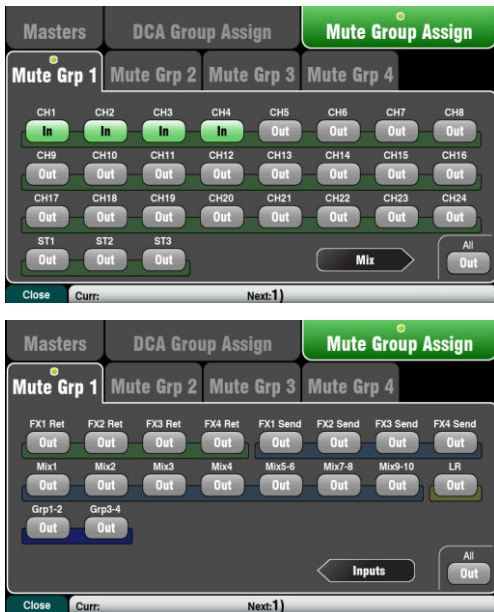 Masters DCA Group Assign Mute Group Assign
Mute Grp 1 Mute Grp 2 Mute Grp 3 Mute Grp 4
CH1 CH2 CH3 CH4 CH5 CH6 CH7 CH8
In In In In Out Out Out Out
CH9 CH10 CH11 CH12 CH13 CH14 CH15 CH16
Out Out Out Out Out Out Out Out
CH17 CH18 CH19 CH20 CH21 CH22 CH23 CH24
Out Out Out Out Out Out Out Out
ST1 ST2 ST3 All
Out Out Out Mix Out
Close Curr: Next:1)
Masters DCA Group Assign Mute Group Assign
Mute Grp 1 Mute Grp 2 Mute Grp 3 Mute Grp 4
FX1 Ret FX2 Ret FX3 Ret FX4 Ret FX1 Send FX2 Send FX3 Send FX4 Send
Out Out Out Out Out Out Out Out
Mix1 Mix2 Mix3 Mix4 Mix5-6 Mix7-8 Mix9-10 LR
Out Out Out Out Out Out Out Out
Grp1-2 Grp3-4
Out Out
All
Inputs Out
Close Curr: Next:1)